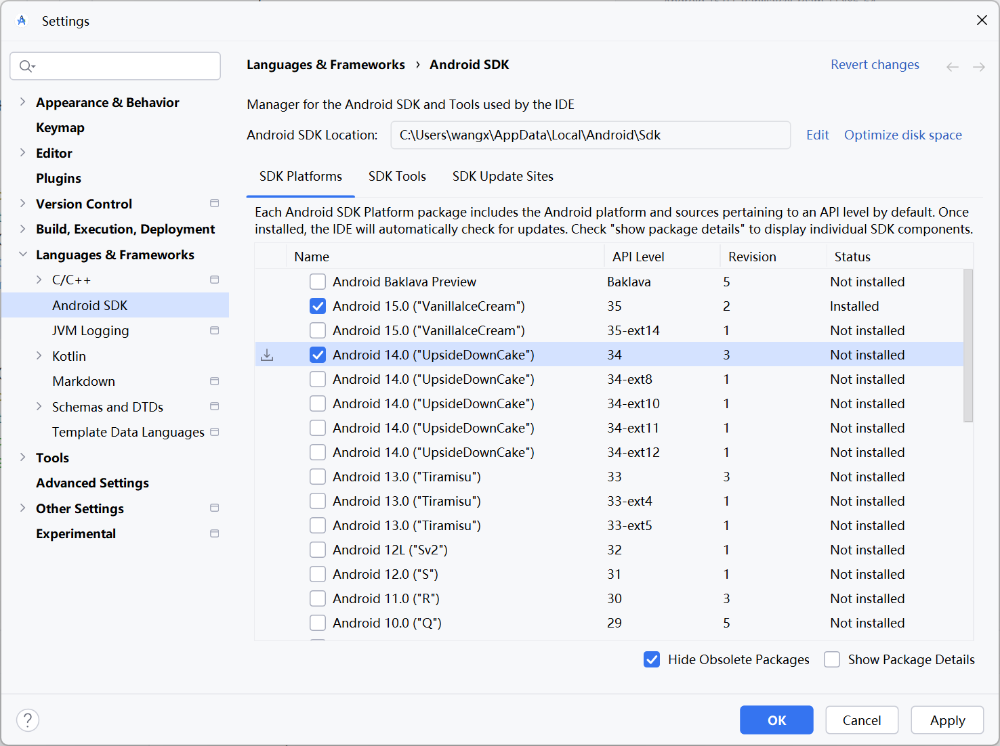 Settings
Languages & Frameworks › Android SDK
Revert changes
Appearance & Behavior
Keymap
Editor
Plugins
Version Control
Build, Execution, Deployment
Languages & Frameworks
C/C++
Android SDK
JVM Logging
Kotlin
Markdown
Schemas and DTDs
Template Data Languages
Tools
Advanced Settings
Other Settings
Experimental
Manager for the Android SDK and Tools used by the IDE
Android SDK Location: C:\Users\wangx\AppData\Local\Android\Sdk Edit Optimize disk space
SDK Platforms SDK Tools SDK Update Sites
Each Android SDK Platform package includes the Android platform and sources pertaining to an API level by default. Once
installed, the IDE will automatically check for updates. Check "show package details" to display individual SDK components.
Name API Level Revision Status
Android Baklava Preview Baklava 5 Not installed
Android 15.0 ("VanillaIceCream") 35 2 Installed
Android 15.0 ("VanillaIceCream") 35-ext14 1 Not installed
Android 14.0 ("UpsideDownCake") 34 3 Not installed
Android 14.0 ("UpsideDownCake") 34-ext8 1 Not installed
Android 14.0 ("UpsideDownCake") 34-ext10 1 Not installed
Android 14.0 ("UpsideDownCake") 34-ext11 1 Not installed
Android 14.0 ("UpsideDownCake") 34-ext12 1 Not installed
Android 13.0 ("Tiramisu") 33 3 Not installed
Android 13.0 ("Tiramisu") 33-ext4 1 Not installed
Android 13.0 ("Tiramisu") 33-ext5 1 Not installed
Android 12L ("Sv2") 32 1 Not installed
Android 12.0 ("S") 31 1 Not installed
Android 11.0 ("R") 30 3 Not installed
Android 10.0 ("Q") 29 5 Not installed
Hide Obsolete Packages Show Package Details
? OK Cancel Apply